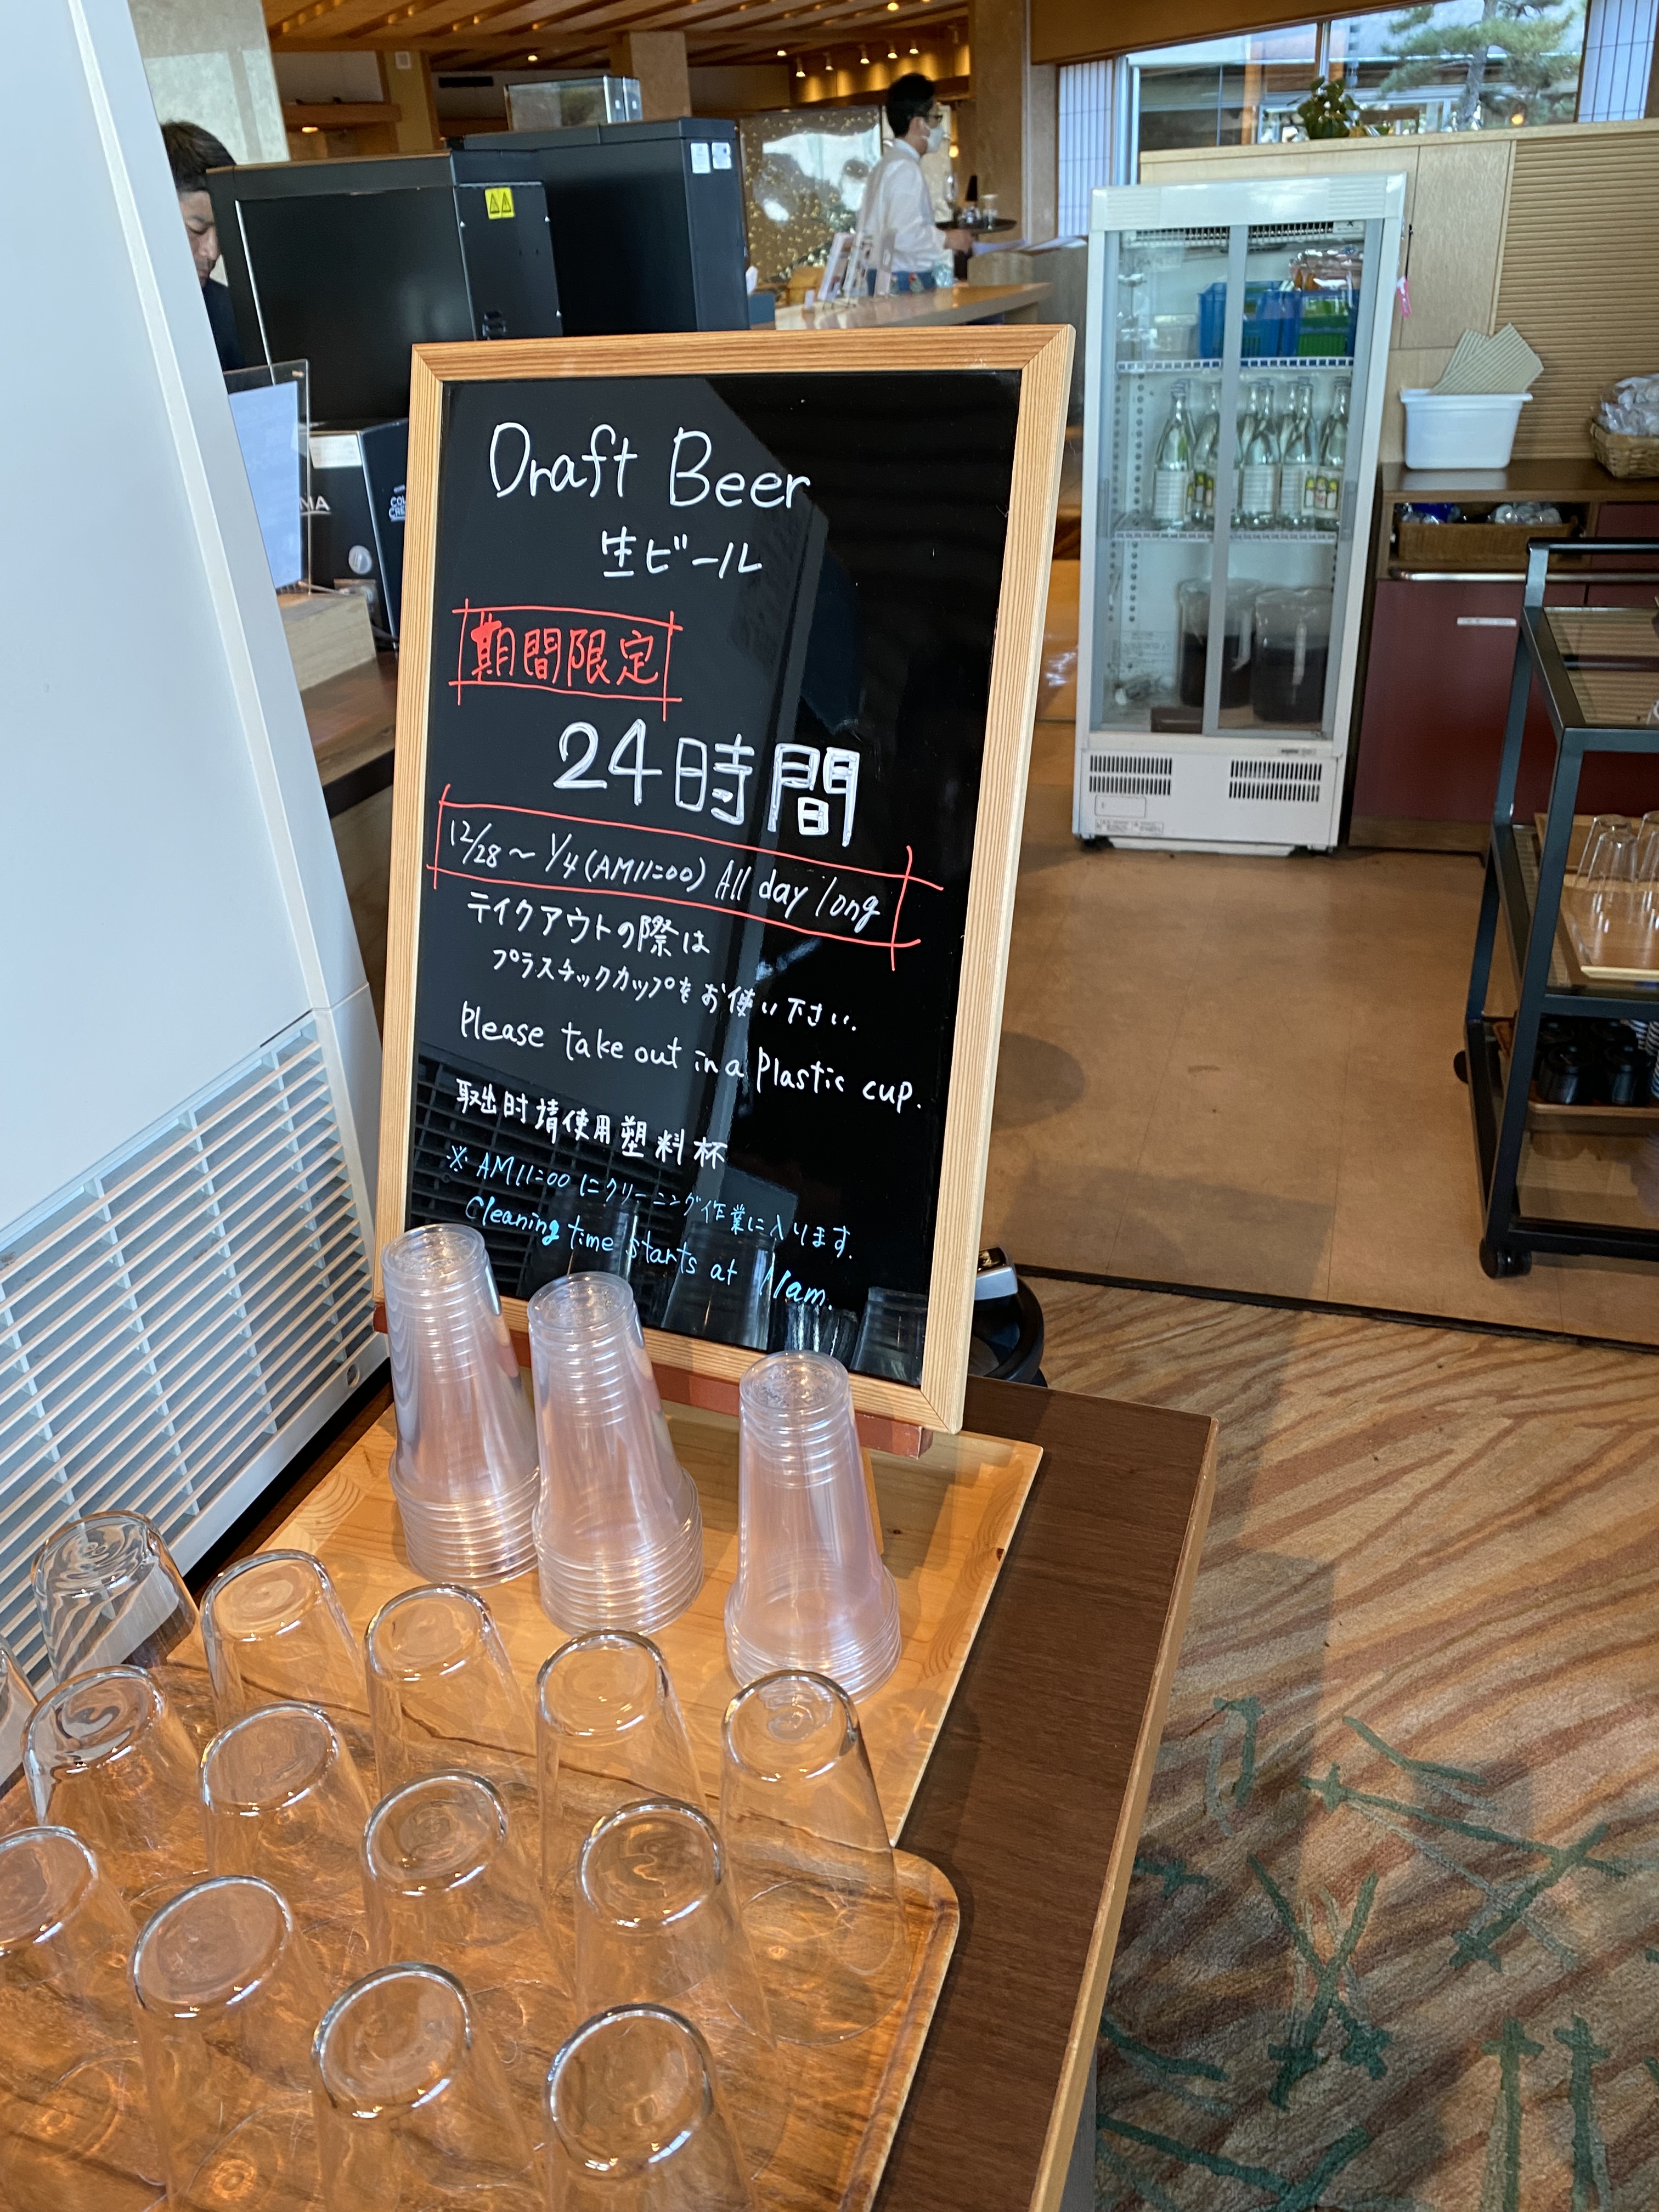 Draft Beer
生ビール
期間限定
24時間
12/28～1/4(AM11:00) All day long
テイクアウトの際は
プラスチックカップをお使い下さい.
Please take out in a plastic cup.
取出时请使用塑料杯
※AM11:00にクリーニング作業に入ります.
Cleaning time starts at 11am.